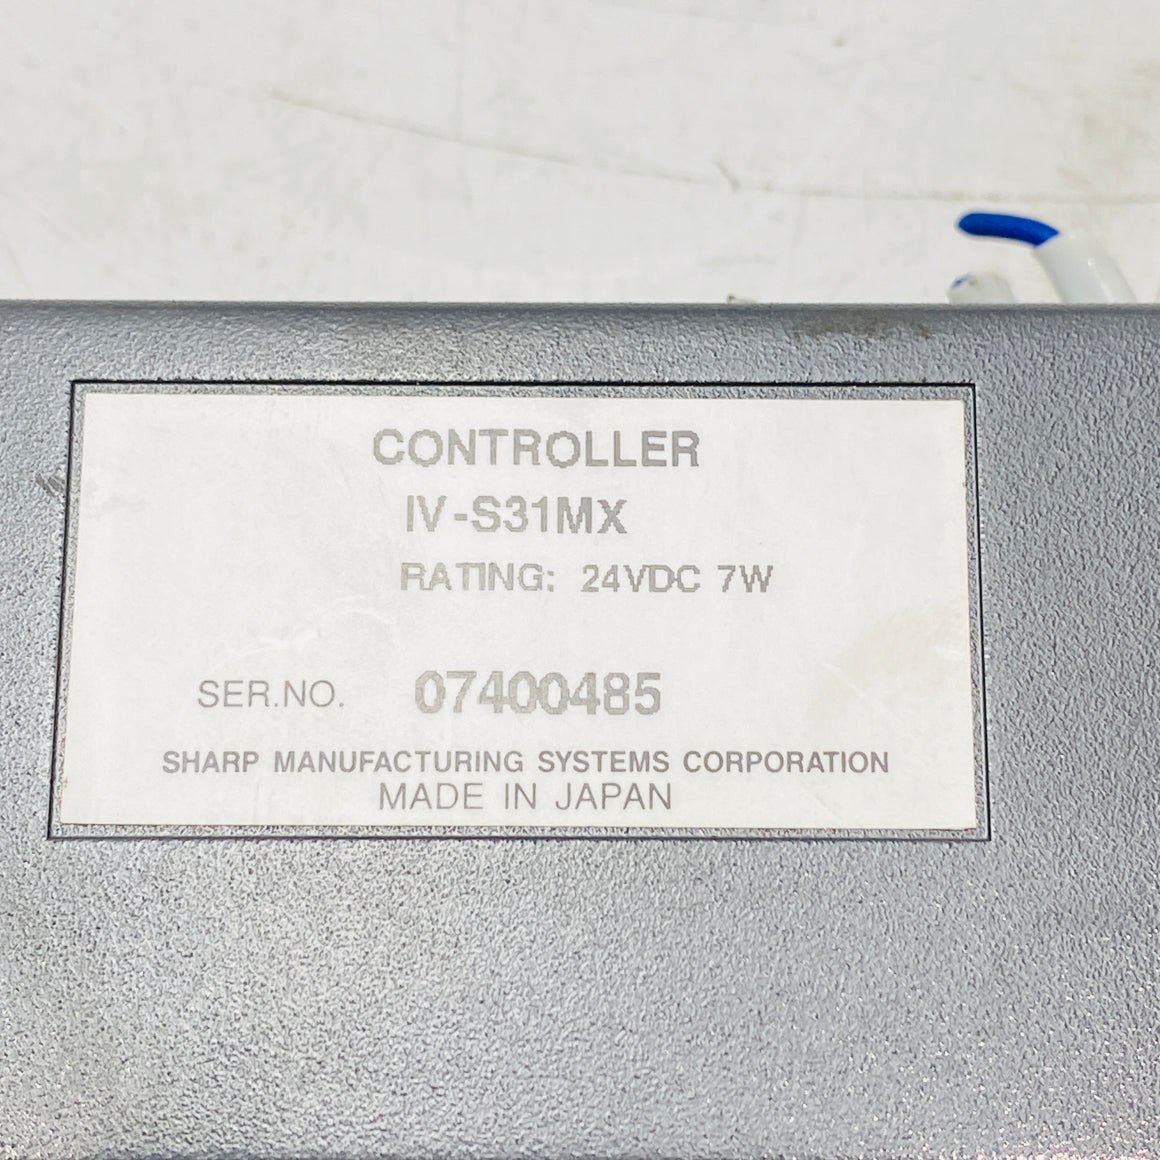 CONTROLLER
IV-S31MX
RATING: 24VDC 7W
SER.NO. 07400485
SHARP MANUFACTURING SYSTEMS CORPORATION
MADE IN JAPAN